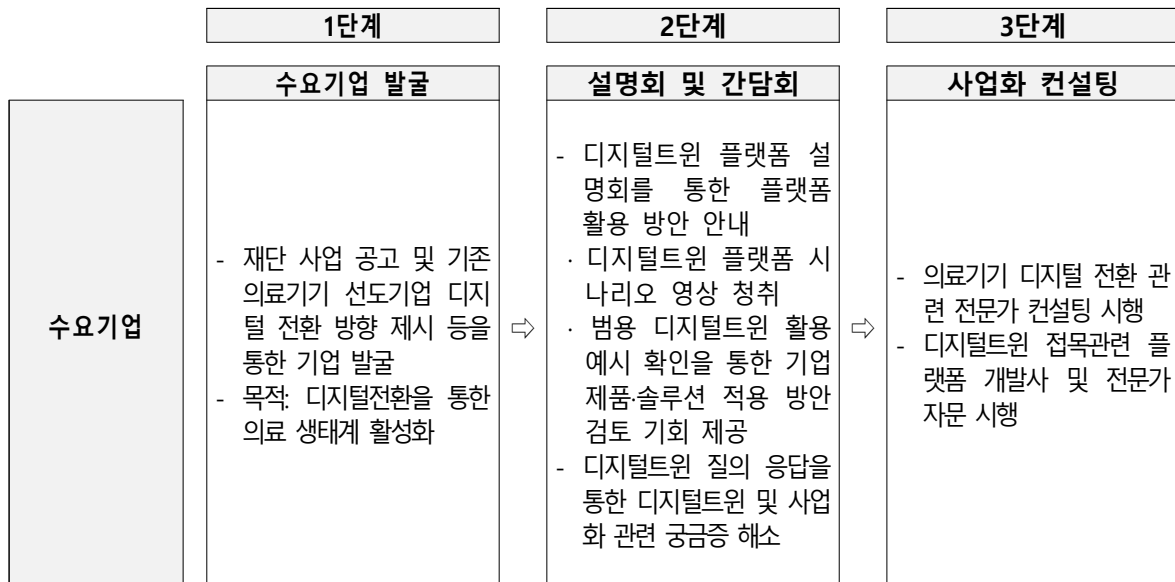 1단계
2단계
3단계
수요기업 발굴
설명회 및 간담회
사업화 컨설팅
수요기업
- 재단 사업 공고 및 기존
의료기기 선도기업 디지
털 전환 방향 제시 등을
통한 기업 발굴
- 목적: 디지털전환을 통한
의료 생태계 활성화
⇨
- 디지털트윈 플랫폼 설
명회를 통한 플랫폼
활용 방안 안내
· 디지털트윈 플랫폼 시
나리오 영상 청취
· 범용 디지털트윈 활용
예시 확인을 통한 기업
제품·솔루션 적용 방안
검토 기회 제공
- 디지털트윈 질의 응답을
통한 디지털트윈 및 사업
화 관련 궁금증 해소
⇨
- 의료기기 디지털 전환 관
련 전문가 컨설팅 시행
- 디지털트윈 접목관련 플
랫폼 개발사 및 전문가
자문 시행